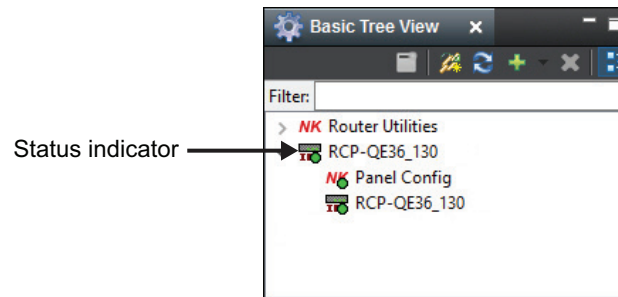 Basic Tree View
Filter:
NK Router Utilities
Status indicator
RCP-QE36_130
NK Panel Config
RCP-QE36_130